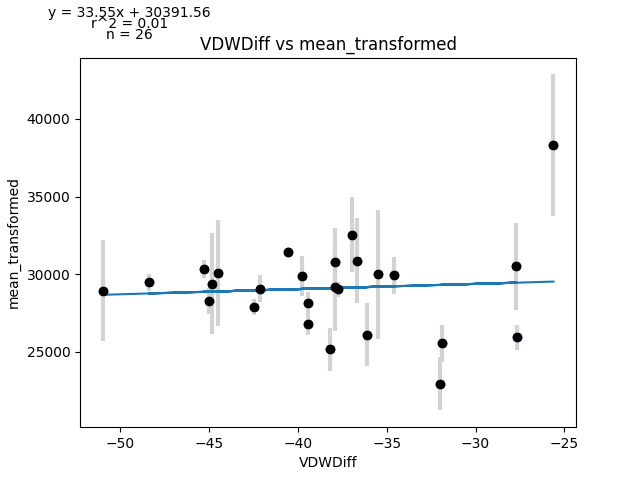 y = 33.55x + 30391.56
r^2 = 0.01
n = 26
VDWDiff vs mean_transformed
mean_transformed
40000
35000
30000
25000
−50
−45
−40
−35
−30
−25
VDWDiff